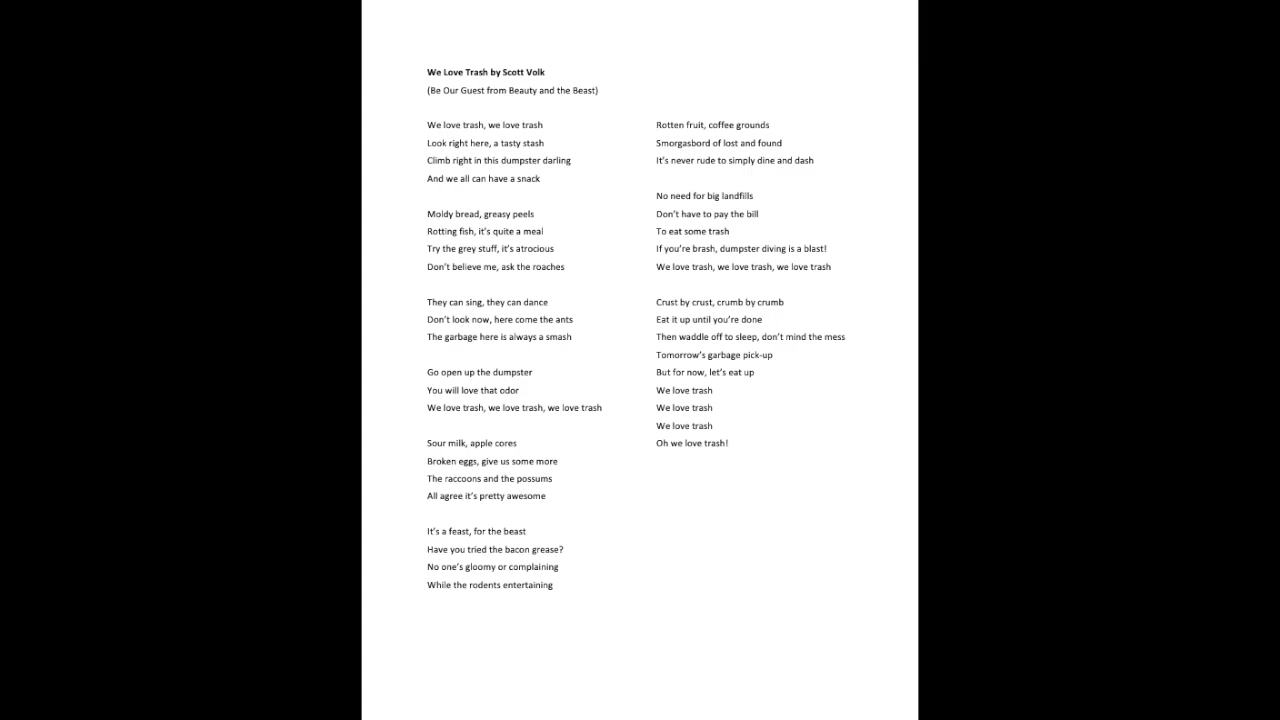 We Love Trash by Scott Volk
(Be Our Guest from Beauty and the Beast)
We love trash, we love trash
Look right here, a tasty stash
Climb right in this dumpster darling
And we all can have a snack
Moldy bread, greasy peels
Rotting fish, it's quite a meal
Try the grey stuff, it's atrocious
Don't believe me, ask the roaches
They can sing, they can dance
Don't look now, here come the ants
The garbage here is always a smash
Go open up the dumpster
You will love that odor
We love trash, we love trash, we love trash
Sour milk, apple cores
Broken eggs, give us some more
The raccoons and the possums
All agree it's pretty awesome
It's a feast, for the beast
Have you tried the bacon grease?
No one's gloomy or complaining
While the rodents entertaining
Rotten fruit, coffee grounds
Smorgasbord of lost and found
It's never rude to simply dine and dash
No need for big landfills
Don't have to pay the bill
To eat some trash
If you're brash, dumpster diving is a blast!
We love trash, we love trash, we love trash
Crust by crust, crumb by crumb
Eat it up until you're done
Then waddle off to sleep, don't mind the mess
Tomorrow's garbage pick-up
But for now, let's eat up
We love trash
We love trash
We love trash
Oh we love trash!